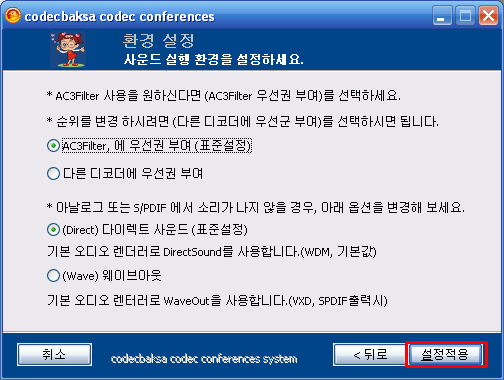 codecbaksa codec conferences
환경 설정
사운드 실행 환경을 설정하세요.
* AC3Filter 사용을 원하신다면 (AC3Filter 우선권 부여)를 선택하세요.
* 순위를 변경 하시려면 (다른 디코더에 우선군 부여)를 선택하시면 됩니다.
AC3Filter, 에 우선권 부여 (표준설정)
다른 디코더에 우선권 부여
* 아날로그 또는 S/PDIF 에서 소리가 나지 않을 경우, 아래 옵션을 변경해 보세요.
(Direct) 다이렉트 사운드 (표준설정)
기본 오디오 렌더러로 DirectSound를 사용합니다.(WDM, 기본값)
(Wave) 웨이브아웃
기본 오디오 렌터러로 WaveOut을 사용합니다.(VXD, SPDIF출력시)
취소
codecbaksa codec conferences system
< 뒤로
설정적용